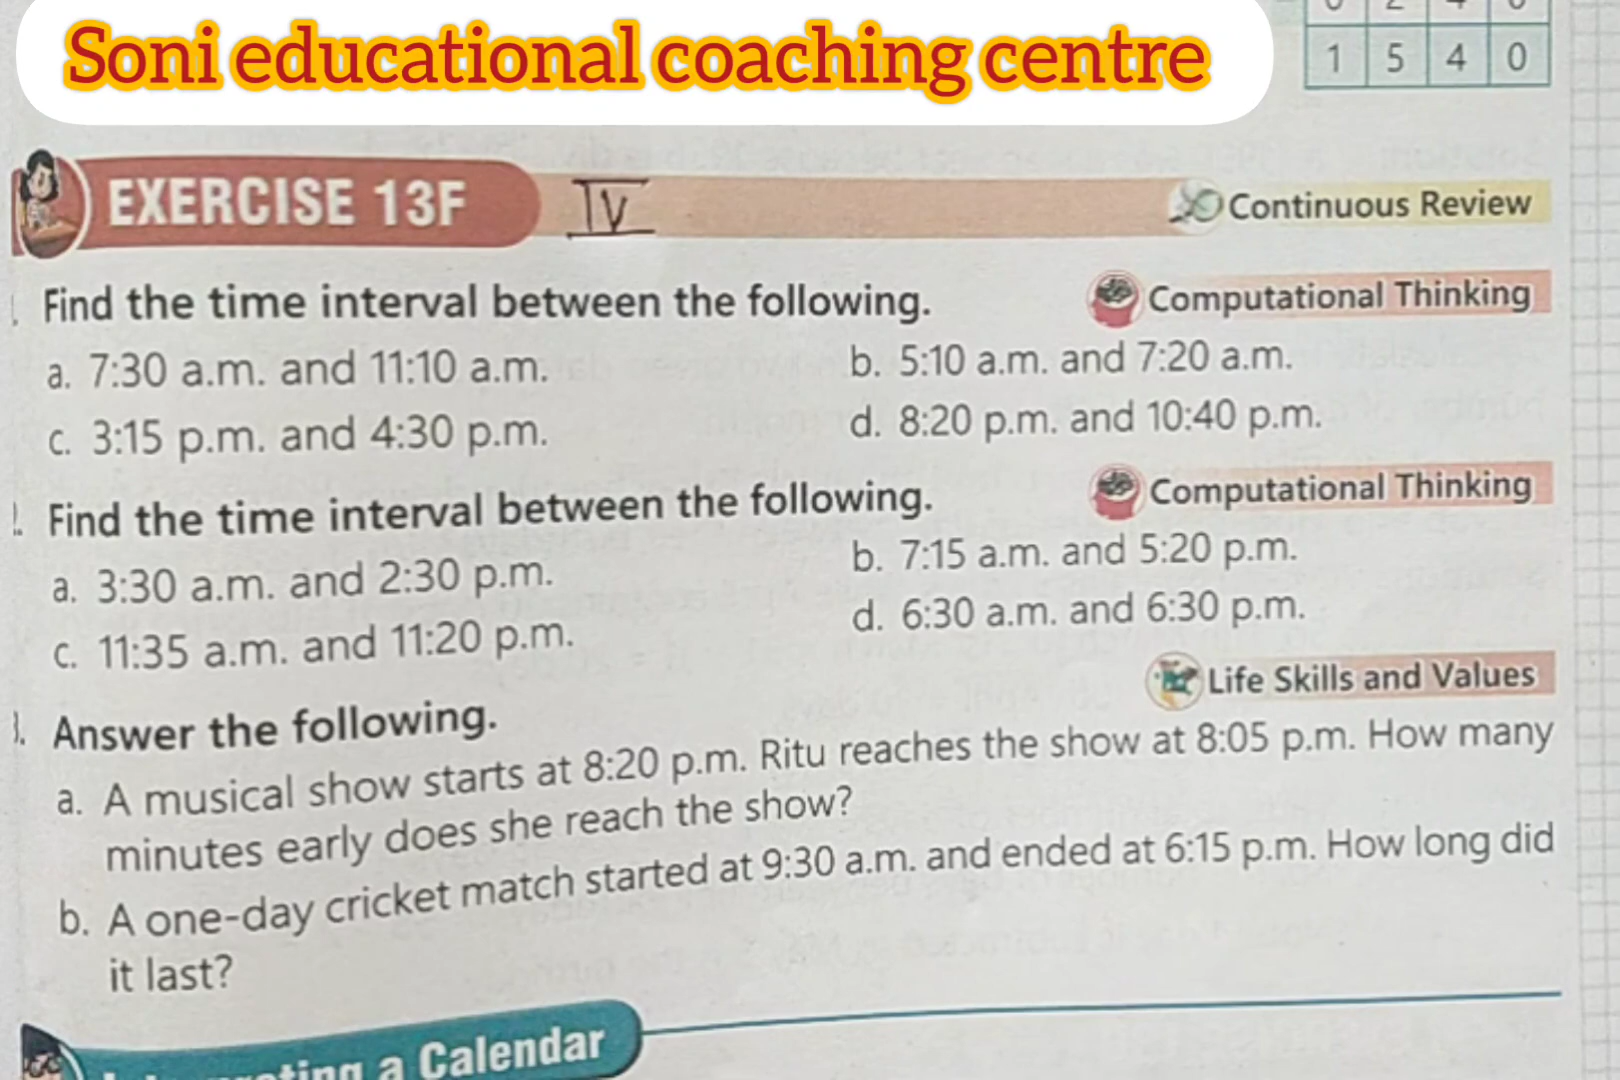 Soni educational coaching centre
1 5 4 0
EXERCISE 13F
IV
Continuous Review
Find the time interval between the following.
Computational Thinking
a. 7:30 a.m. and 11:10 a.m.
b. 5:10 a.m. and 7:20 a.m.
c. 3:15 p.m. and 4:30 p.m.
d. 8:20 p.m. and 10:40 p.m.
Find the time interval between the following.
Computational Thinking
a. 3:30 a.m. and 2:30 p.m.
b. 7:15 a.m. and 5:20 p.m.
c. 11:35 a.m. and 11:20 p.m.
d. 6:30 a.m. and 6:30 p.m.
Life Skills and Values
Answer the following.
a. A musical show starts at 8:20 p.m. Ritu reaches the show at 8:05 p.m. How many
minutes early does she reach the show?
b. A one-day cricket match started at 9:30 a.m. and ended at 6:15 p.m. How long did
it last?
a Calendar